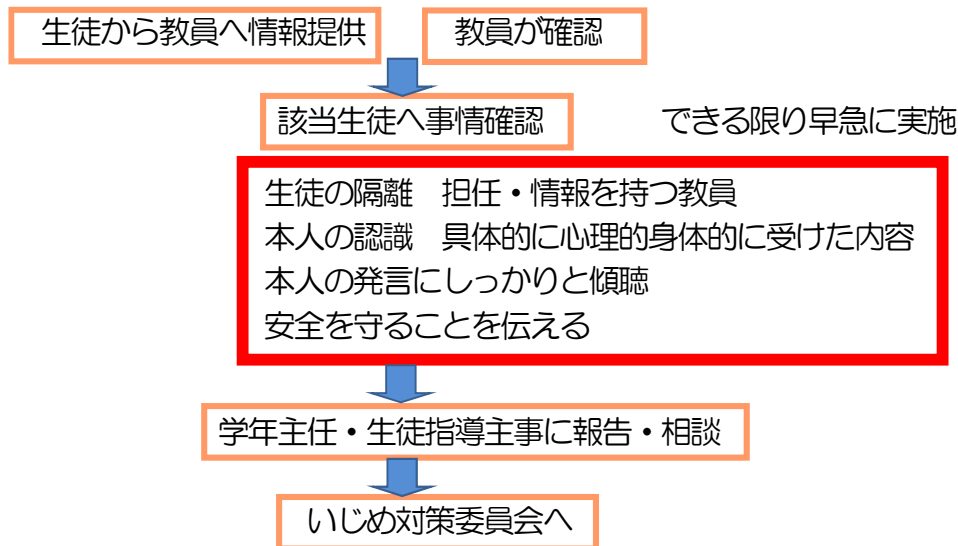 生徒から教員へ情報提供
教員が確認
該当生徒へ事情確認
できる限り早急に実施
生徒の隔離　担任・情報を持つ教員
本人の認識　具体的に心理的身体的に受けた内容
本人の発言にしっかりと傾聴
安全を守ることを伝える
学年主任・生徒指導主事に報告・相談
いじめ対策委員会へ